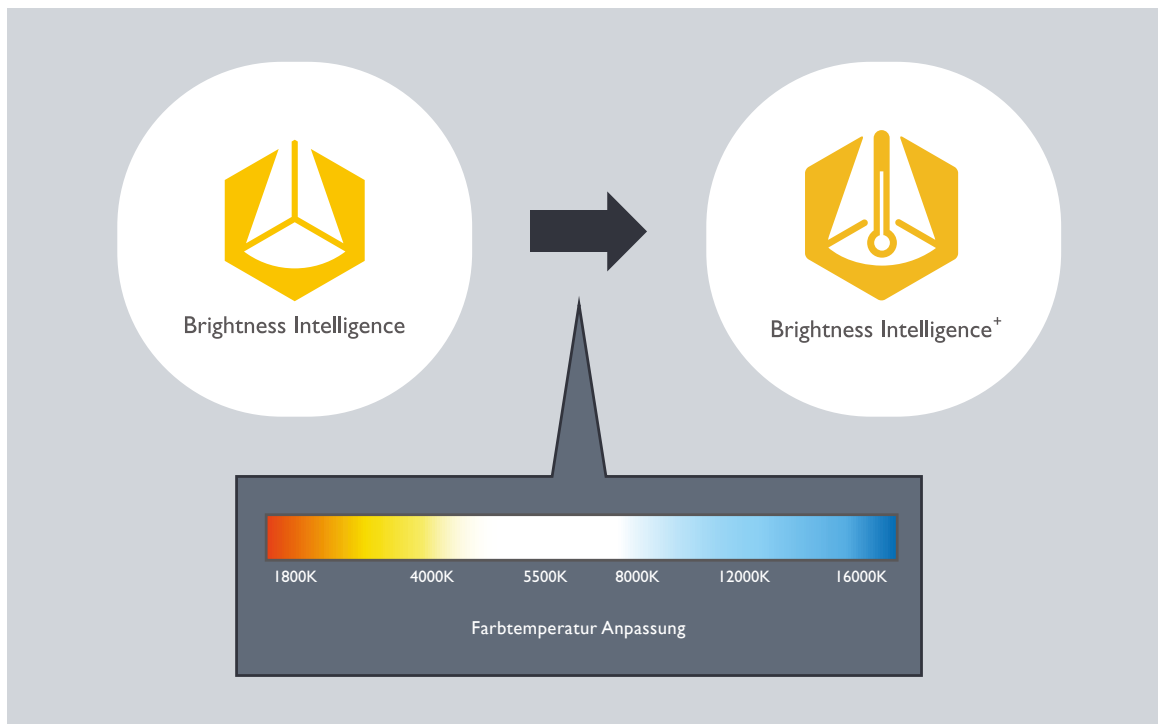 Brightness Intelligence
Brightness Intelligence⁺
1800K 4000K 5500K 8000K 12000K 16000K
Farbtemperatur Anpassung